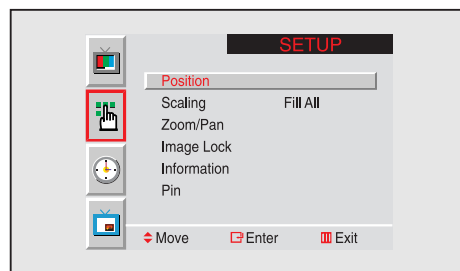 SETUP
Position
Scaling Fill All
Zoom/Pan
Image Lock
Information
Pin
Move Enter Exit